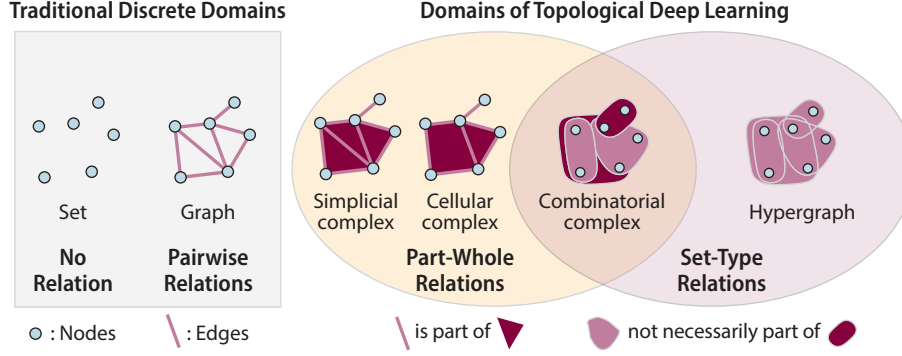 Traditional Discrete Domains
Domains of Topological Deep Learning
Set
Graph
Simplicial
complex
Cellular
complex
Combinatorial
complex
Hypergraph
No
Relation
Pairwise
Relations
Part-Whole
Relations
Set-Type
Relations
: Nodes
: Edges
is part of
not necessarily part of